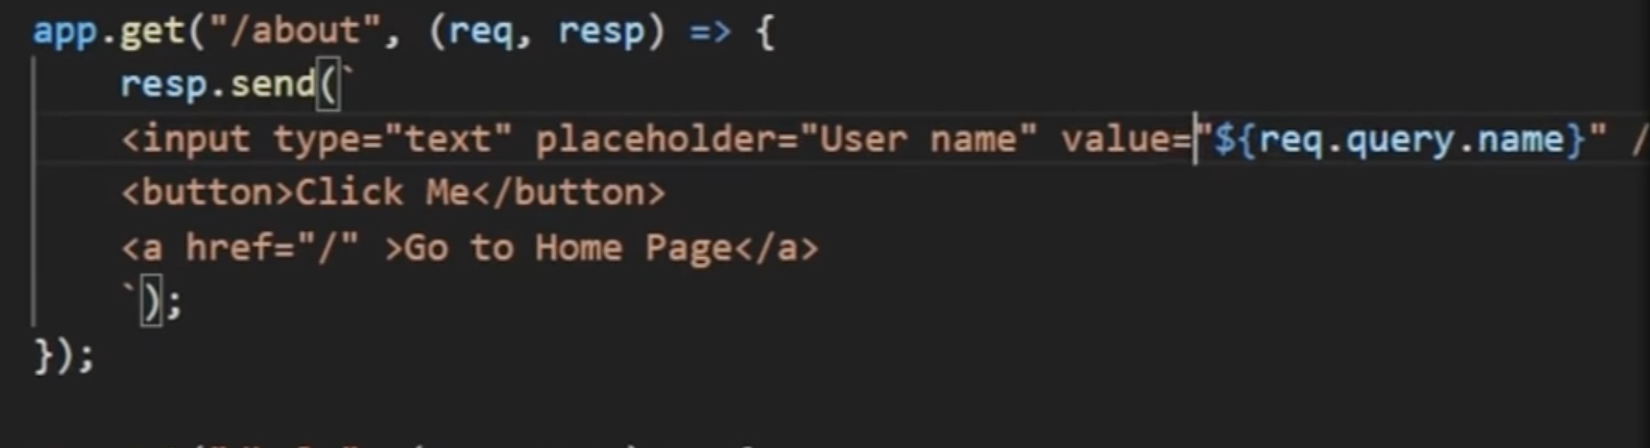 app.get("/about", (req, resp) => {
resp.send(`
<input type="text" placeholder="User name" value="${req.query.name}" /
<button>Click Me</button>
<a href="/" >Go to Home Page</a>
`);
});